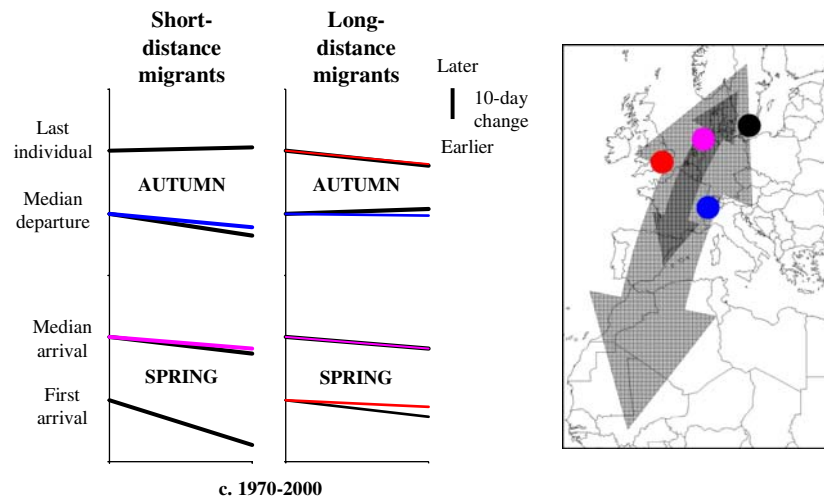 Short-
distance
migrants
Long-
distance
migrants
Later
10-day
change
Earlier
Last
individual
AUTUMN
AUTUMN
Median
departure
Median
arrival
SPRING
SPRING
First
arrival
c. 1970-2000